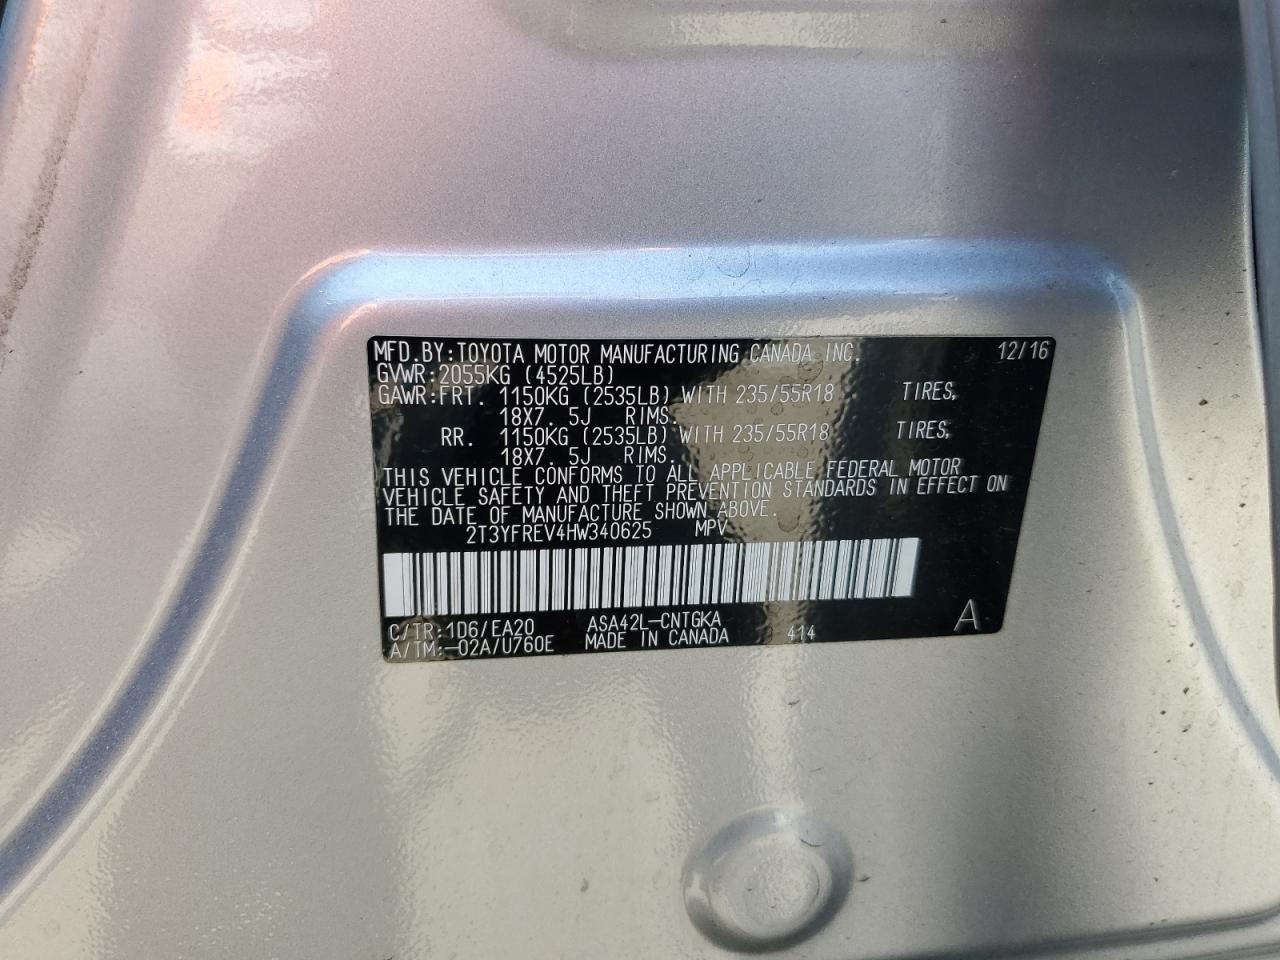 MFD.BY:TOYOTA MOTOR MANUFACTURING CANADA INC. 12/16
GVWR:2055KG (4525LB)
GAWR:FRT. 1150KG (2535LB) WITH 235/55R18 TIRES,
18X7. 5J RIMS.
RR. 1150KG (2535LB) WITH 235/55R18 TIRES,
18X7. 5J RIMS.
THIS VEHICLE CONFORMS TO ALL APPLICABLE FEDERAL MOTOR
VEHICLE SAFETY AND THEFT PREVENTION STANDARDS IN EFFECT ON
THE DATE OF MANUFACTURE SHOWN ABOVE.
2T3YFREV4HW340625 MPV
C/TR:1D6/EA20 ASA42L-CNTGKA
A/TM:-02A/U760E MADE IN CANADA 414 A